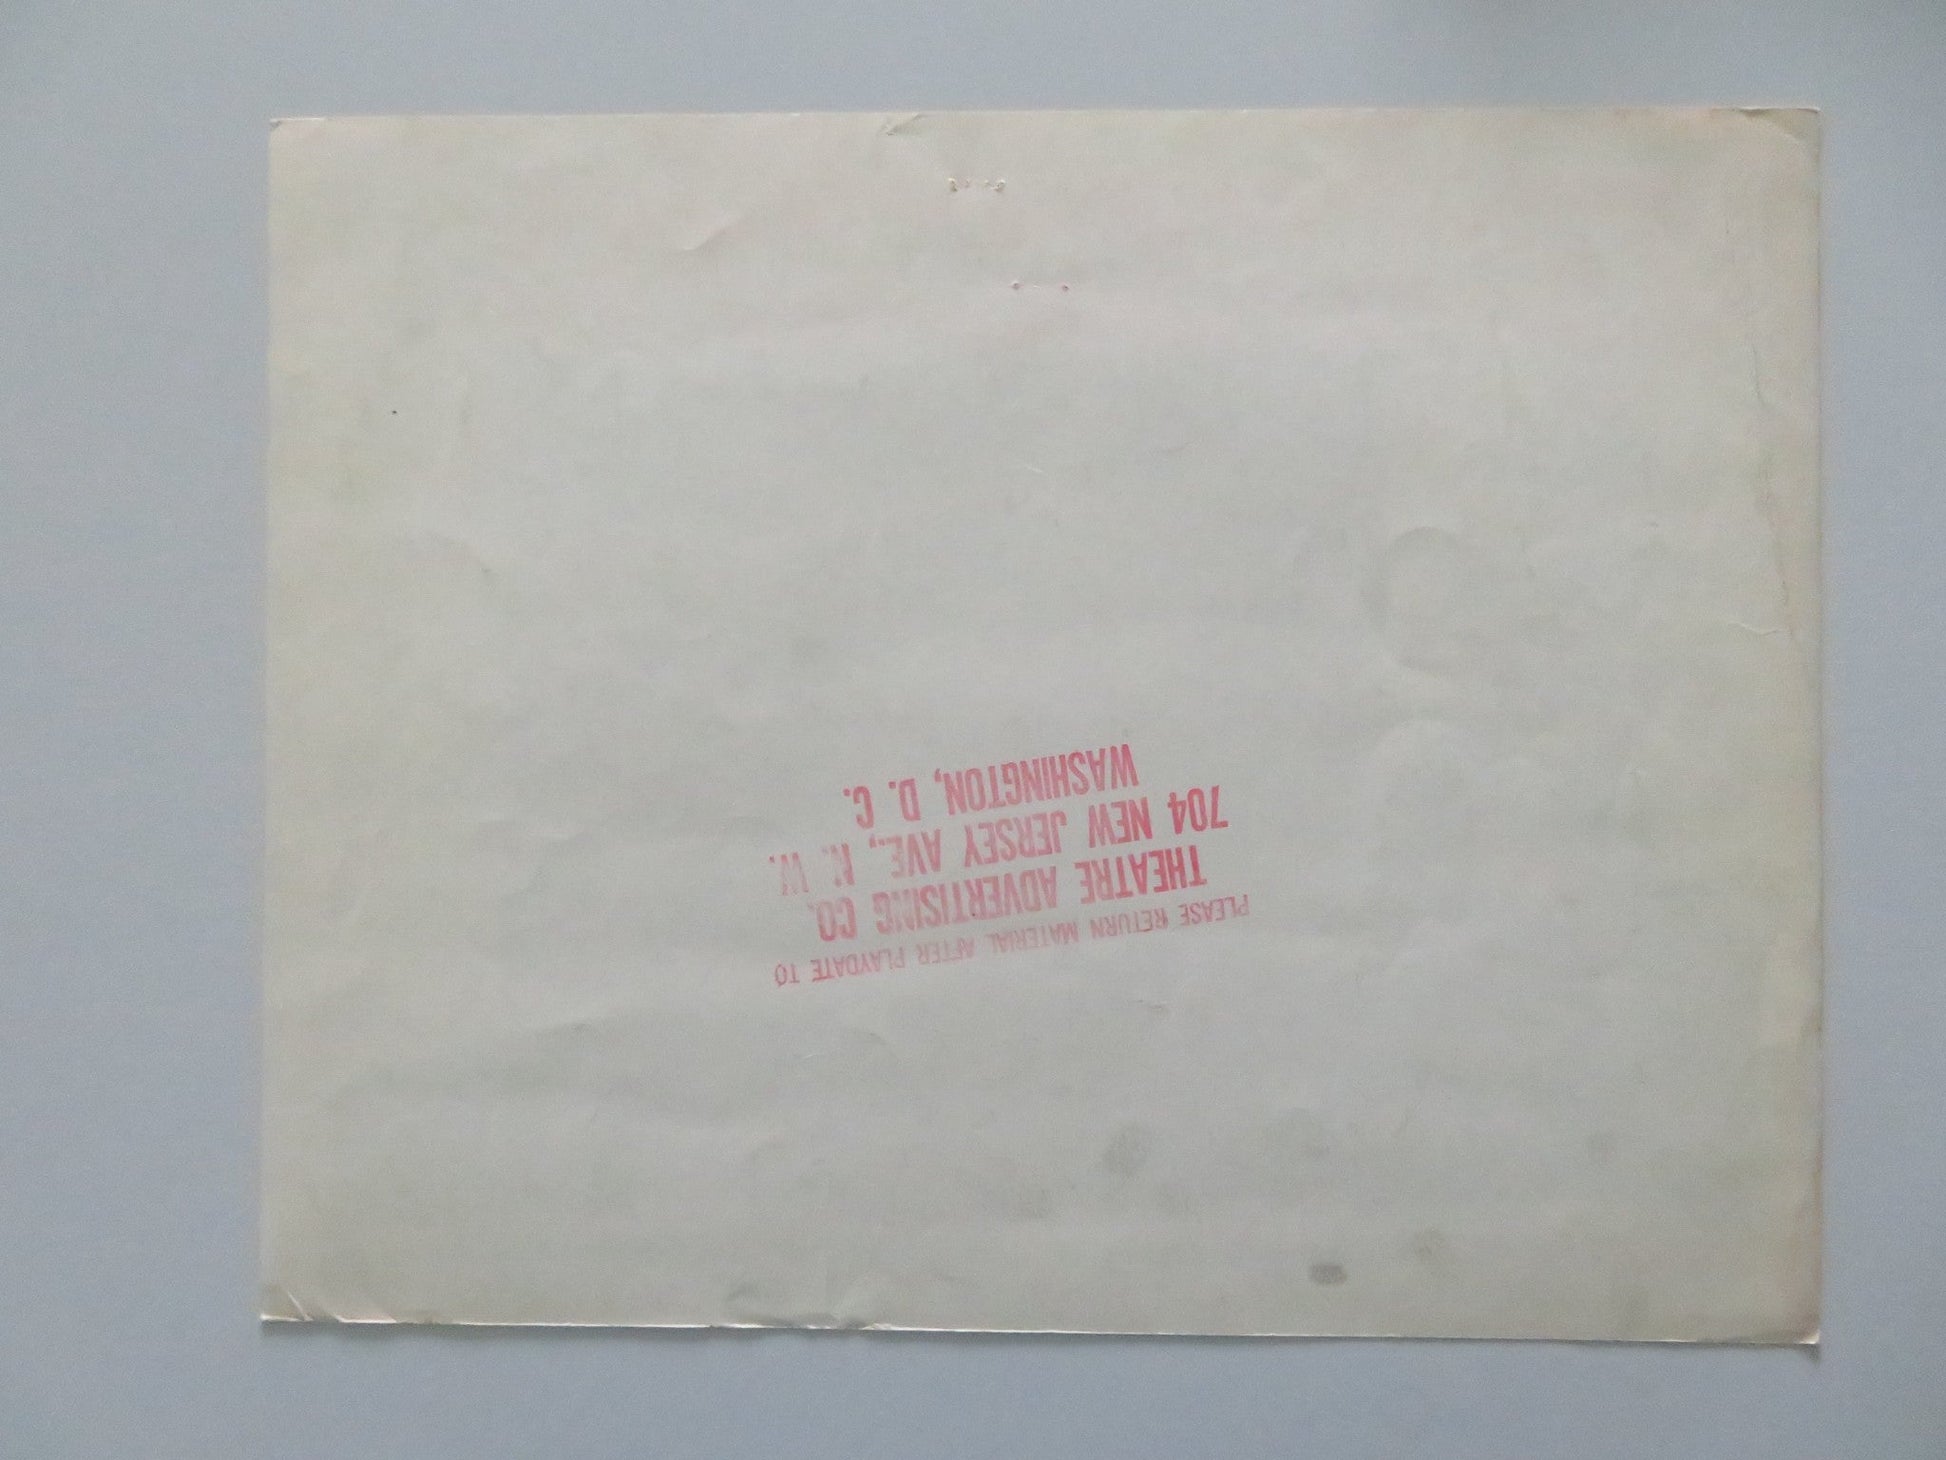 PLEASE RETURN MATERIAL AFTER PLAYDATE TO
THEATRE ADVERTISING CO.
704 NEW JERSEY AVE., N. W.
WASHINGTON, D. C.